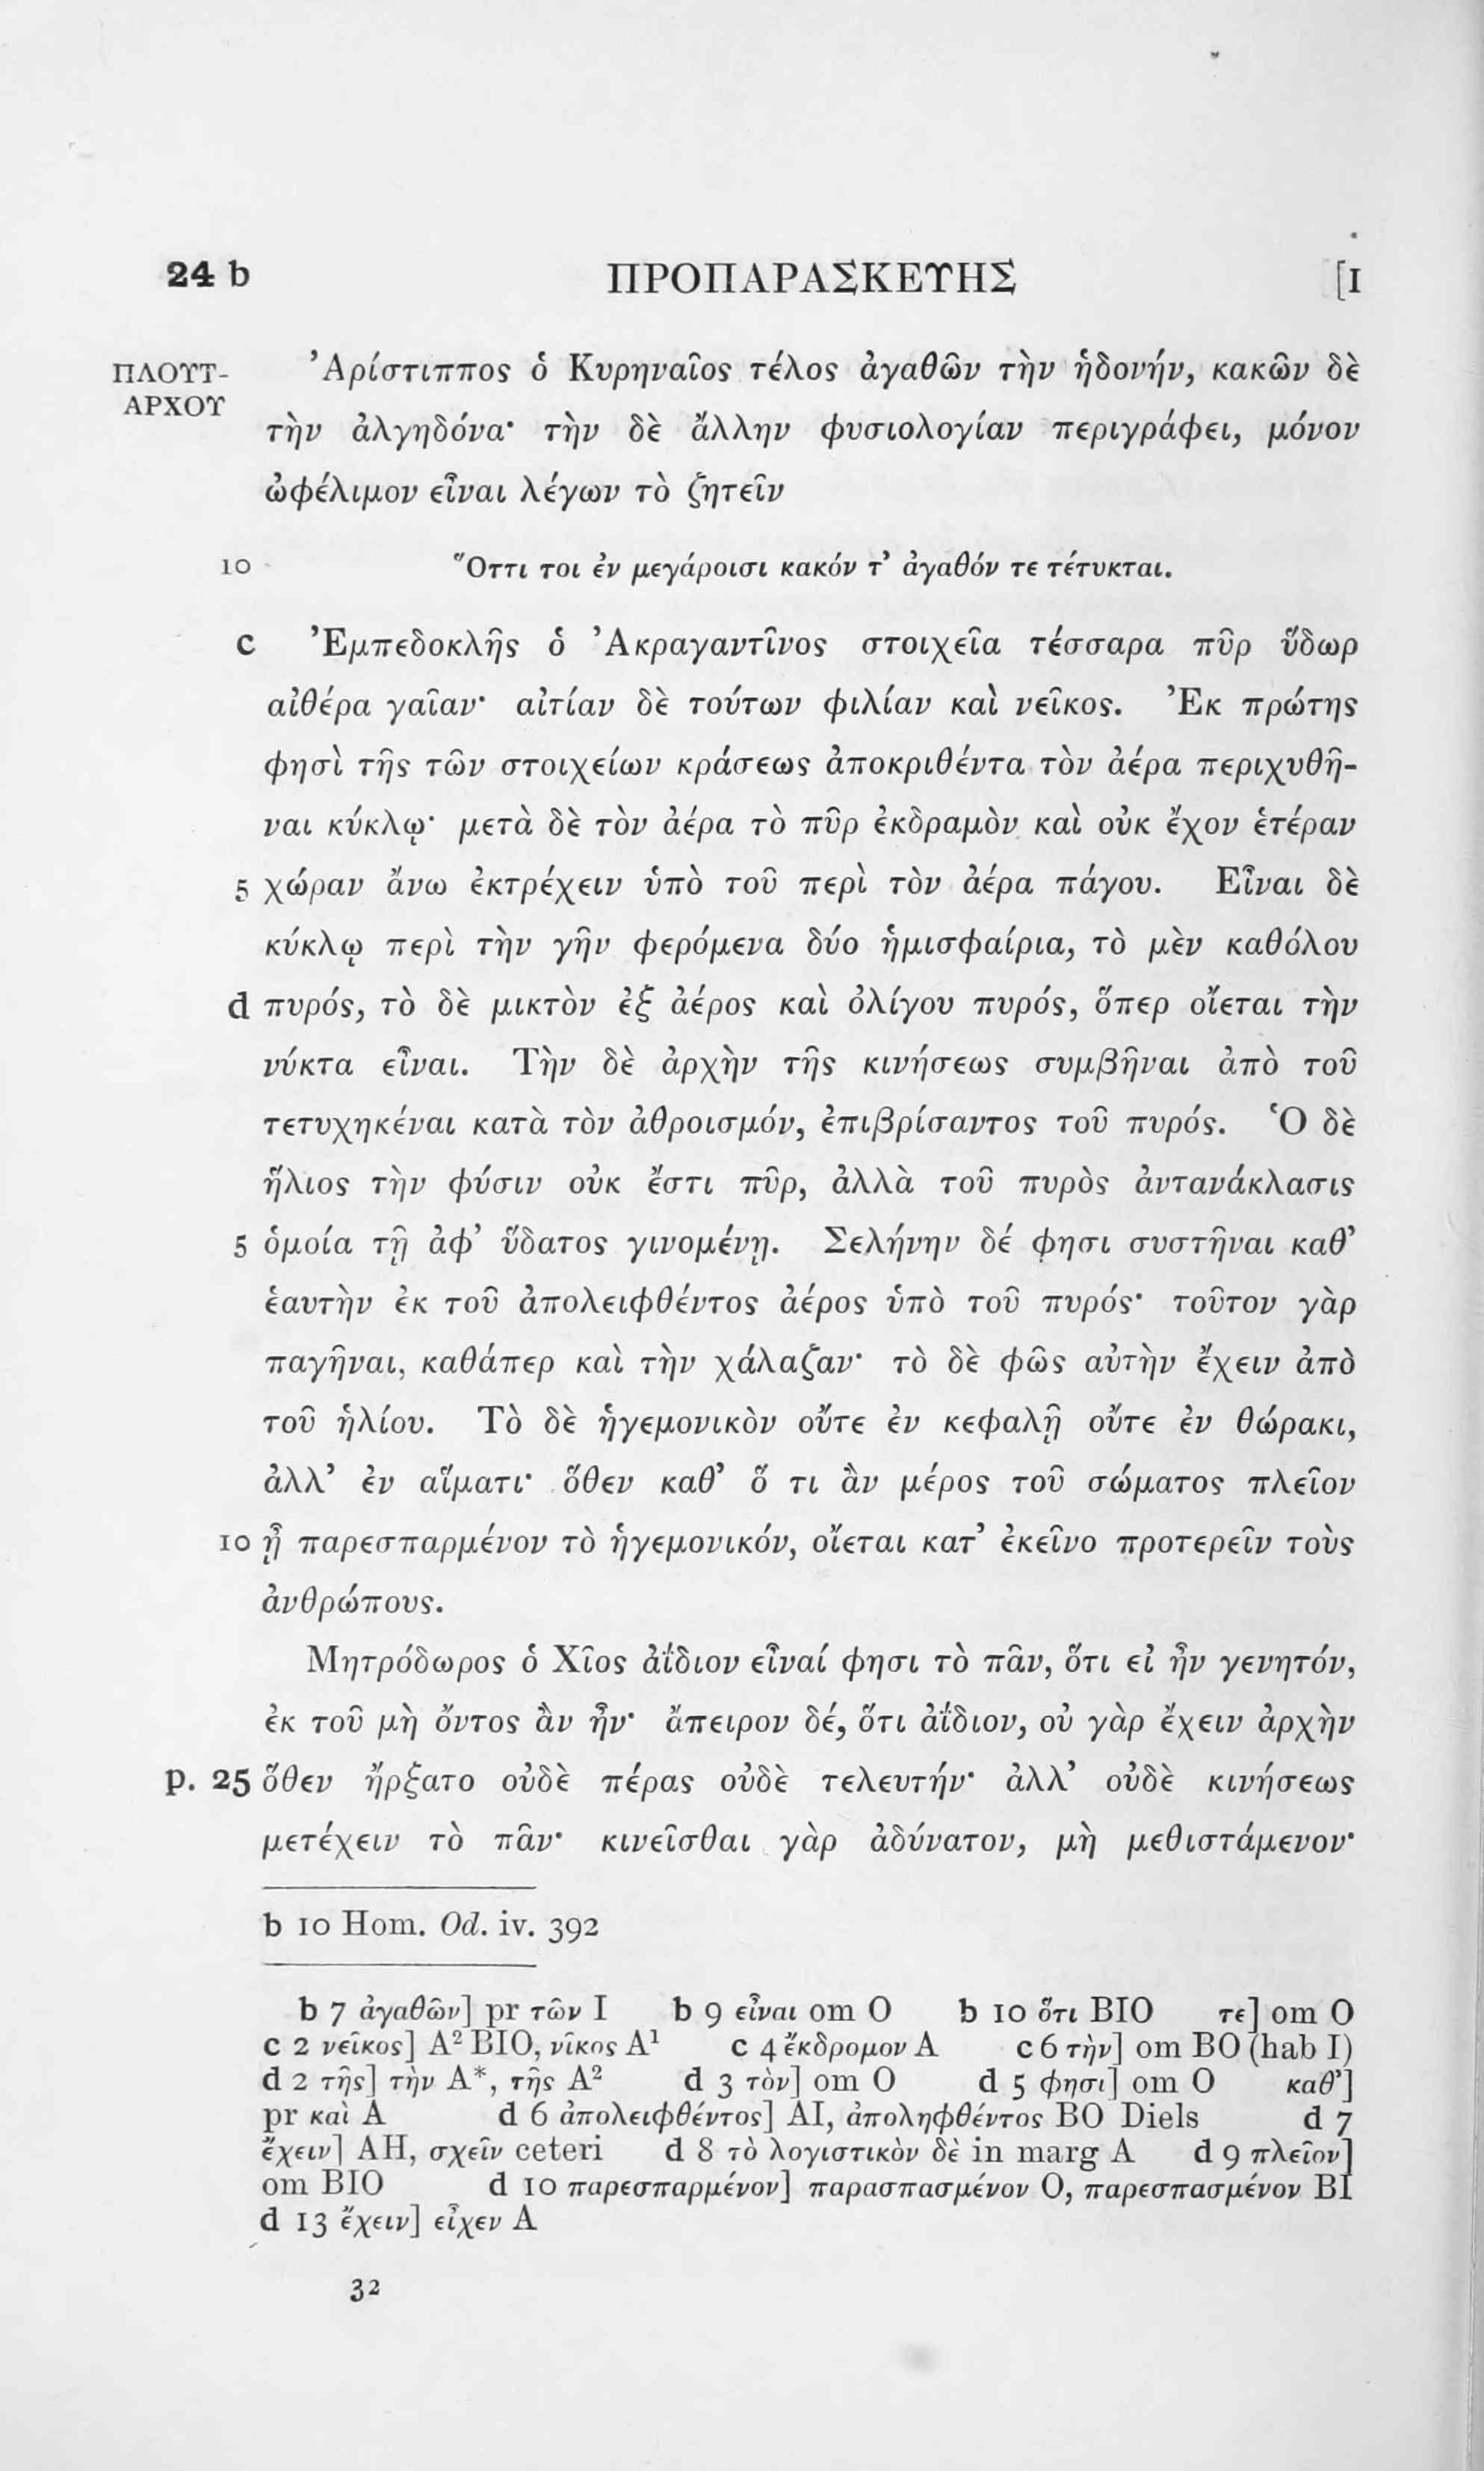 24 b ΠΡΟΠΑΡΑΣΚΕΥΗΣ [I
ΠΛΟΥΤ- Ἀρίστιππος ὁ Κυρηναῖος τέλος ἀγαθῶν τὴν ἡδονήν, κακῶν δὲ
ΑΡΧΟΥ τὴν ἀλγηδόνα· τὴν δὲ ἄλλην φυσιολογίαν περιγράφει, μόνον
ὠφέλιμον εἶναι λέγων τὸ ζητεῖν
10 Ὅττι τοι ἐν μεγάροισι κακόν τ’ ἀγαθόν τε τέτυκται.
c Ἐμπεδοκλῆς ὁ Ἀκραγαντῖνος στοιχεῖα τέσσαρα πῦρ ὕδωρ
αἰθέρα γαῖαν· αἰτίαν δὲ τούτων φιλίαν καὶ νεῖκος. Ἐκ πρώτης
φησὶ τῆς τῶν στοιχείων κράσεως ἀποκριθέντα τὸν ἀέρα περιχυθῆ-
ναι κύκλῳ· μετὰ δὲ τὸν ἀέρα τὸ πῦρ ἐκδραμὸν καὶ οὐκ ἔχον ἑτέραν
5 χώραν ἄνω ἐκτρέχειν ὑπὸ τοῦ περὶ τὸν ἀέρα πάγου. Εἶναι δὲ
κύκλῳ περὶ τὴν γῆν φερόμενα δύο ἡμισφαίρια, τὸ μὲν καθόλου
d πυρός, τὸ δὲ μικτὸν ἐξ ἀέρος καὶ ὀλίγου πυρός, ὅπερ οἴεται τὴν
νύκτα εἶναι. Τὴν δὲ ἀρχὴν τῆς κινήσεως συμβῆναι ἀπὸ τοῦ
τετυχηκέναι κατὰ τὸν ἀθροισμόν, ἐπιβρίσαντος τοῦ πυρός. Ὁ δὲ
ἥλιος τὴν φύσιν οὐκ ἔστι πῦρ, ἀλλὰ τοῦ πυρὸς ἀντανάκλασις
5 ὁμοία τῇ ἀφ’ ὕδατος γινομένῃ. Σελήνην δέ φησι συστῆναι καθ’
ἑαυτὴν ἐκ τοῦ ἀπολειφθέντος ἀέρος ὑπὸ τοῦ πυρός· τοῦτον γὰρ
παγῆναι, καθάπερ καὶ τὴν χάλαζαν· τὸ δὲ φῶς αὐτὴν ἔχειν ἀπὸ
τοῦ ἡλίου. Τὸ δὲ ἡγεμονικὸν οὔτε ἐν κεφαλῇ οὔτε ἐν θώρακι,
ἀλλ’ ἐν αἵματι· ὅθεν καθ’ ὅ τι ἂν μέρος τοῦ σώματος πλεῖον
10 ᾖ παρεσπαρμένον τὸ ἡγεμονικόν, οἴεται κατ’ ἐκεῖνο προτερεῖν τοὺς
ἀνθρώπους.
Μητρόδωρος ὁ Χῖος ἀΐδιον εἶναί φησι τὸ πᾶν, ὅτι εἰ ἦν γενητόν,
ἐκ τοῦ μὴ ὄντος ἂν ἦν· ἄπειρον δέ, ὅτι ἀΐδιον, οὐ γὰρ ἔχειν ἀρχὴν
p. 25 ὅθεν ἤρξατο οὐδὲ πέρας οὐδὲ τελευτήν· ἀλλ’ οὐδὲ κινήσεως
μετέχειν τὸ πᾶν· κινεῖσθαι γὰρ ἀδύνατον, μὴ μεθιστάμενον·
b 10 Hom. Od. iv. 392
b 7 ἀγαθῶν] pr τῶν I b 9 εἶναι om O b 10 ὅτι BIO τε] om O
c 2 νεῖκος] A² BIO, νῖκος A¹ c 4 ἔκδρομον A c 6 τὴν] om BO (hab I)
d 2 τῆς] τὴν A*, τῆς A² d 3 τὸν] om O d 5 φησι] om O καθ’]
pr καὶ A d 6 ἀπολειφθέντος] AI, ἀποληφθέντος BO Diels d 7
ἔχειν] AH, σχεῖν ceteri d 8 τὸ λογιστικὸν δὲ in marg A d 9 πλεῖον]
om BIO d 10 παρεσπαρμένον] παρασπασμένον O, παρεσπασμένον BI
d 13 ἔχειν] εἶχεν A
32